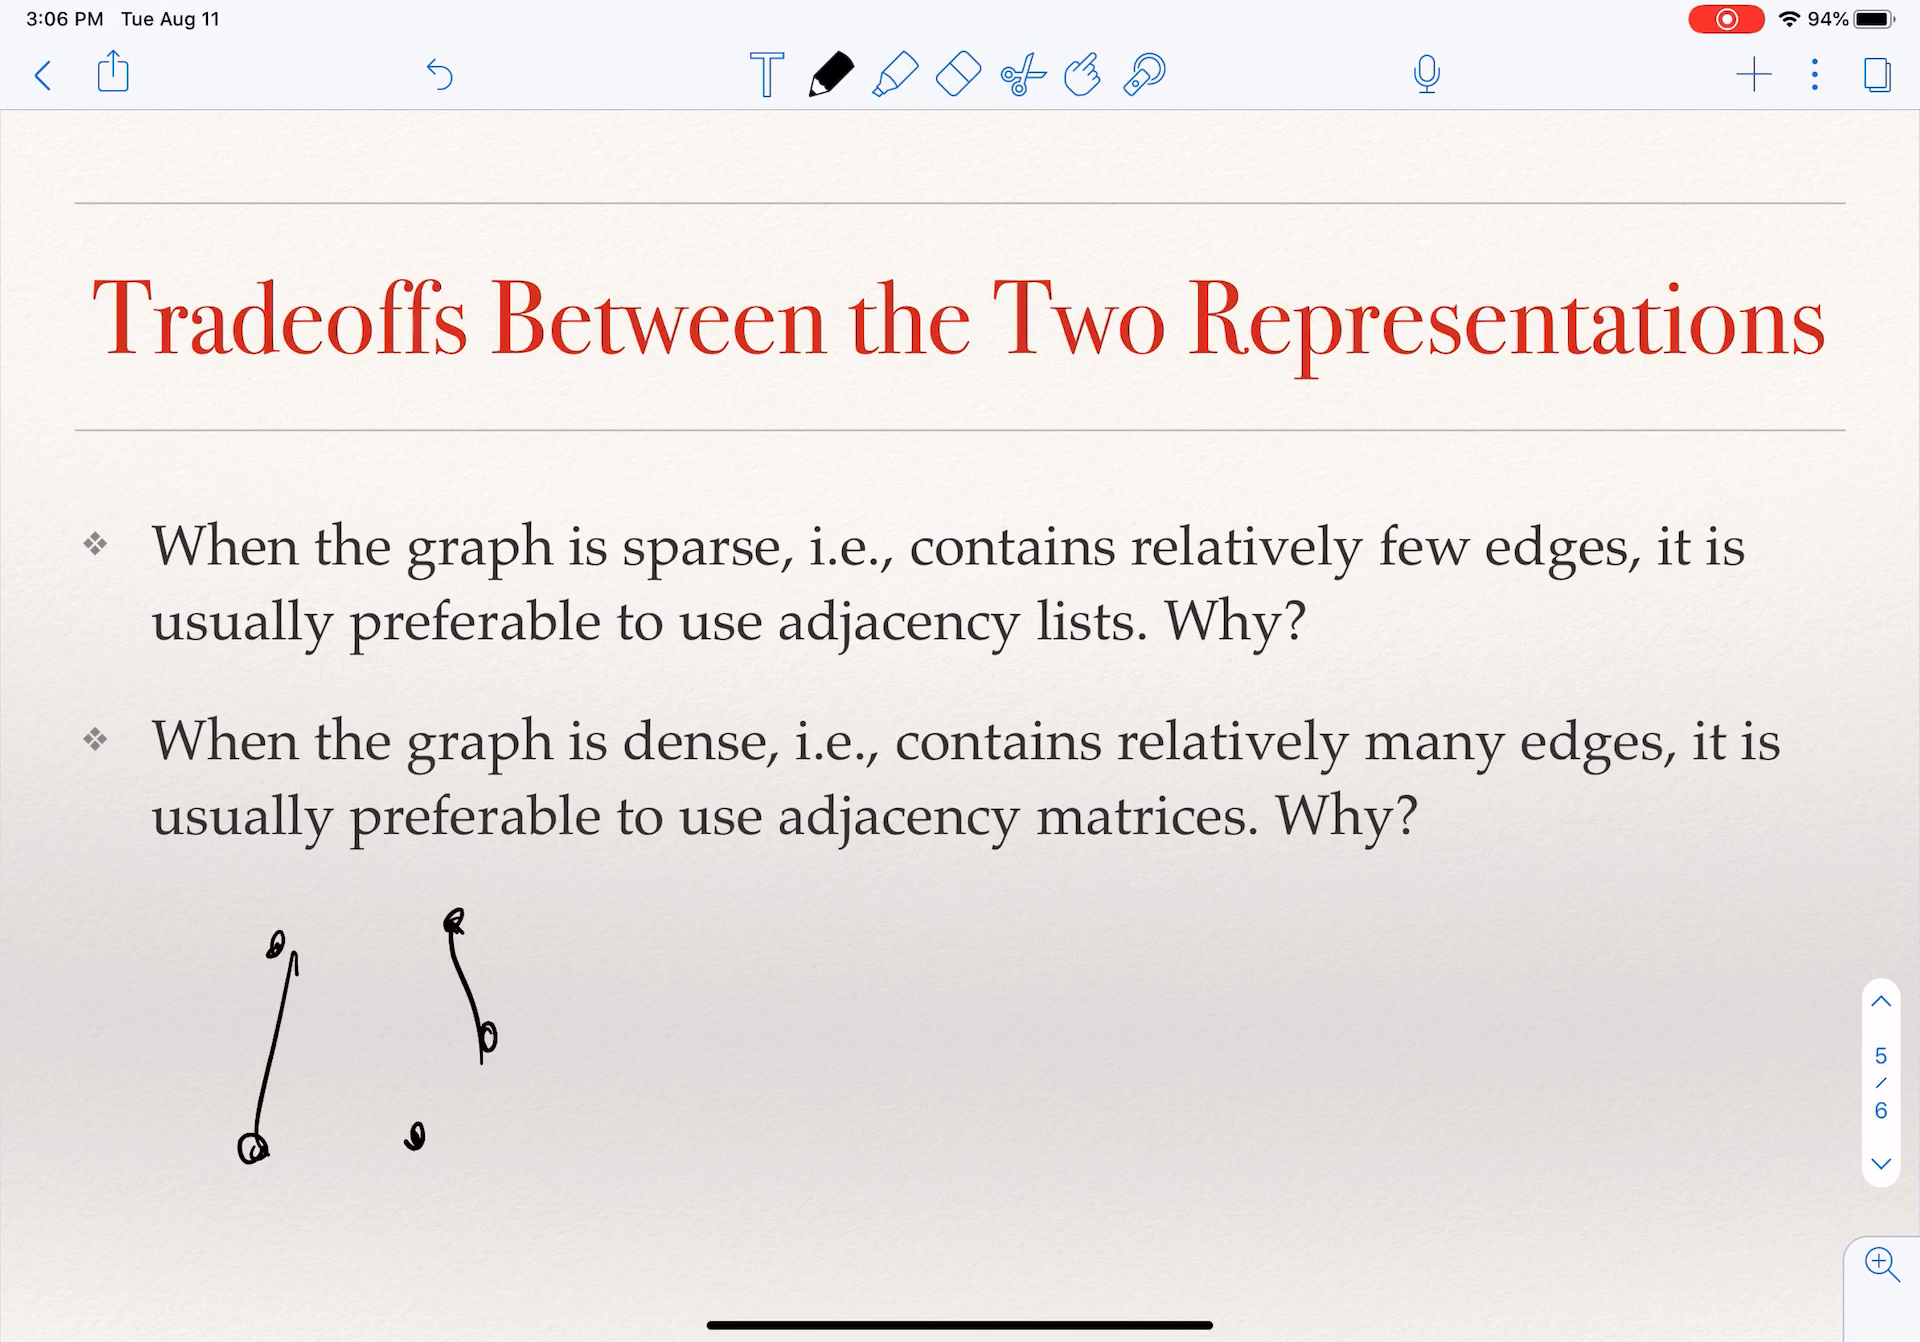 3:06 PM Tue Aug 11
94%
T
Tradeoffs Between the Two Representations
When the graph is sparse, i.e., contains relatively few edges, it is
usually preferable to use adjacency lists. Why?
When the graph is dense, i.e., contains relatively many edges, it is
usually preferable to use adjacency matrices. Why?
5
/
6